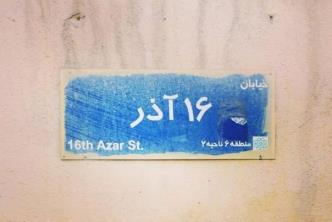 خیابان
۱۶ آذر
16th Azar St.
منطقه ۶ ناحیه ۲